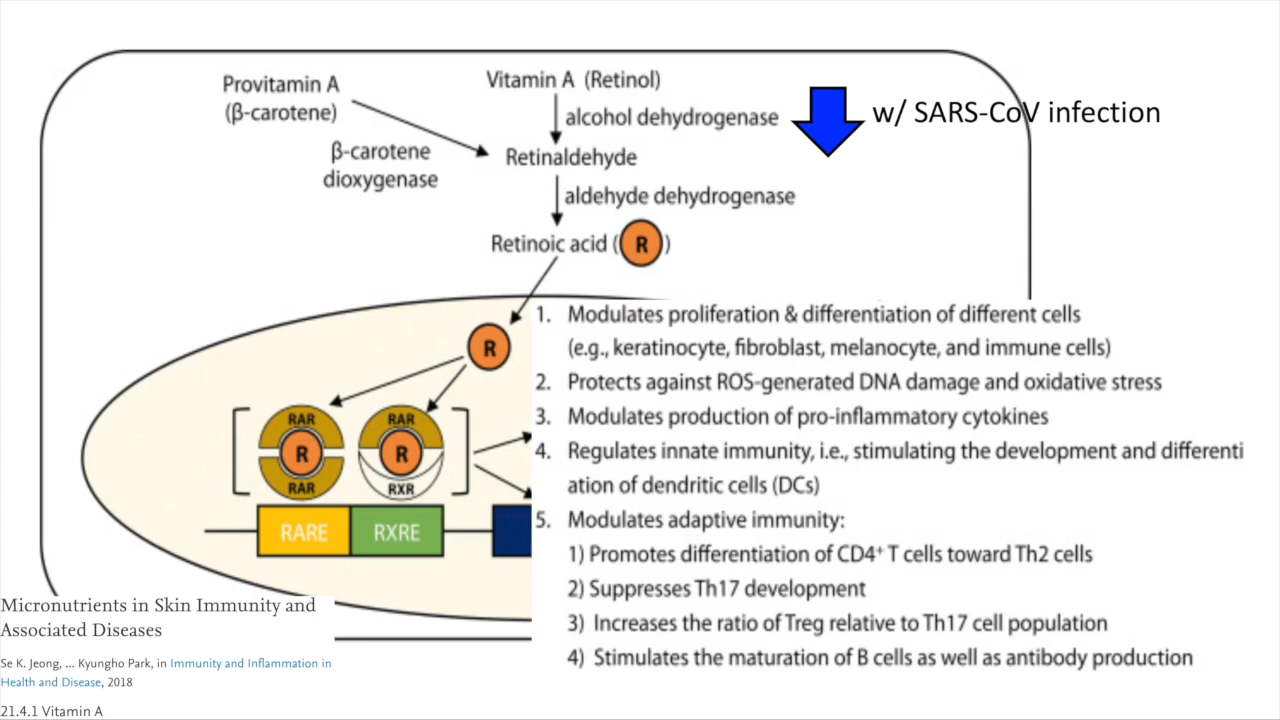 Provitamin A
(β-carotene)
Vitamin A (Retinol)
alcohol dehydrogenase
w/ SARS-CoV infection
β-carotene
dioxygenase
Retinaldehyde
aldehyde dehydrogenase
Retinoic acid (R)
R
RAR
R
RAR
RAR
R
RXR
RARE
RXRE
1. Modulates proliferation & differentiation of different cells
(e.g., keratinocyte, fibroblast, melanocyte, and immune cells)
2. Protects against ROS-generated DNA damage and oxidative stress
3. Modulates production of pro-inflammatory cytokines
4. Regulates innate immunity, i.e., stimulating the development and differenti
ation of dendritic cells (DCs)
5. Modulates adaptive immunity:
1) Promotes differentiation of CD4⁺ T cells toward Th2 cells
2) Suppresses Th17 development
3) Increases the ratio of Treg relative to Th17 cell population
4) Stimulates the maturation of B cells as well as antibody production
Micronutrients in Skin Immunity and
Associated Diseases
Se K. Jeong, ... Kyungho Park, in Immunity and Inflammation in
Health and Disease, 2018
21.4.1 Vitamin A